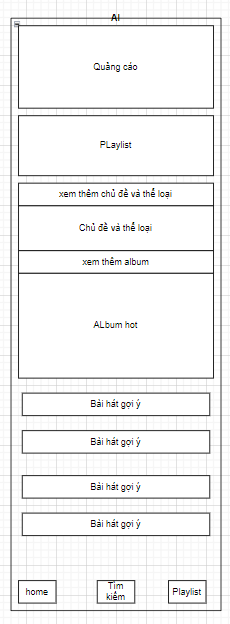 AI
Quảng cáo
PLaylist
xem thêm chủ đề và thể loại
Chủ đề và thể loại
xem thêm album
ALbum hot
Bài hát gợi ý
Bài hát gợi ý
Bài hát gợi ý
Bài hát gợi ý
home
Tìm
kiếm
Playlist